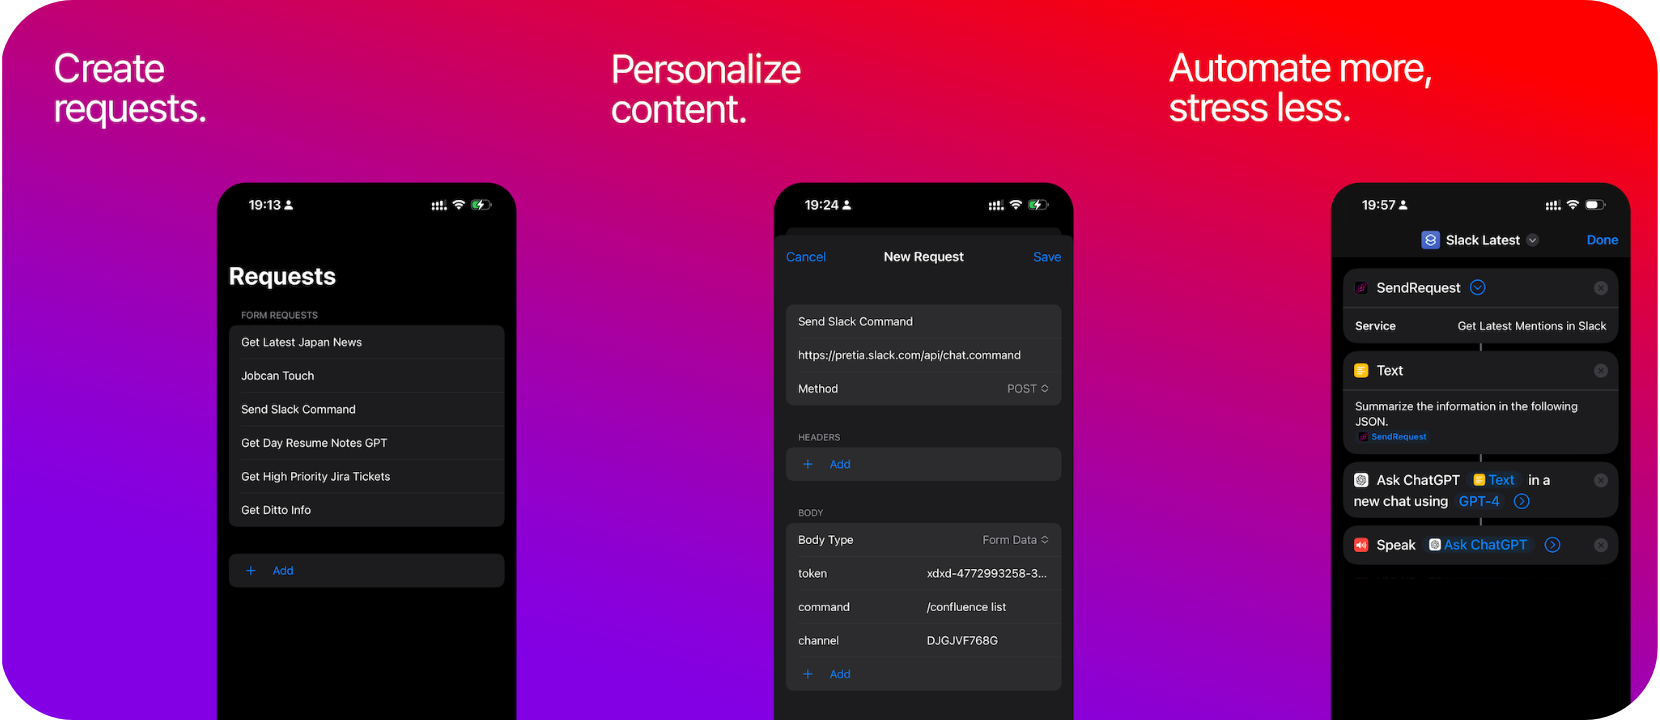 Create
requests.
19:13
Requests
FORM REQUESTS
Get Latest Japan News
Jobcan Touch
Send Slack Command
Get Day Resume Notes GPT
Get High Priority Jira Tickets
Get Ditto Info
+ Add
Personalize
content.
19:24
Cancel New Request Save
Send Slack Command
https://pretia.slack.com/api/chat.command
Method POST
HEADERS
+ Add
BODY
Body Type Form Data
token xdxd-4772993258-3...
command /confluence list
channel DJGJVF768G
+ Add
Automate more,
stress less.
19:57
Slack Latest Done
SendRequest
Service Get Latest Mentions in Slack
Text
Summarize the information in the following
JSON.
SendRequest
Ask ChatGPT Text in a
new chat using GPT-4
Speak Ask ChatGPT